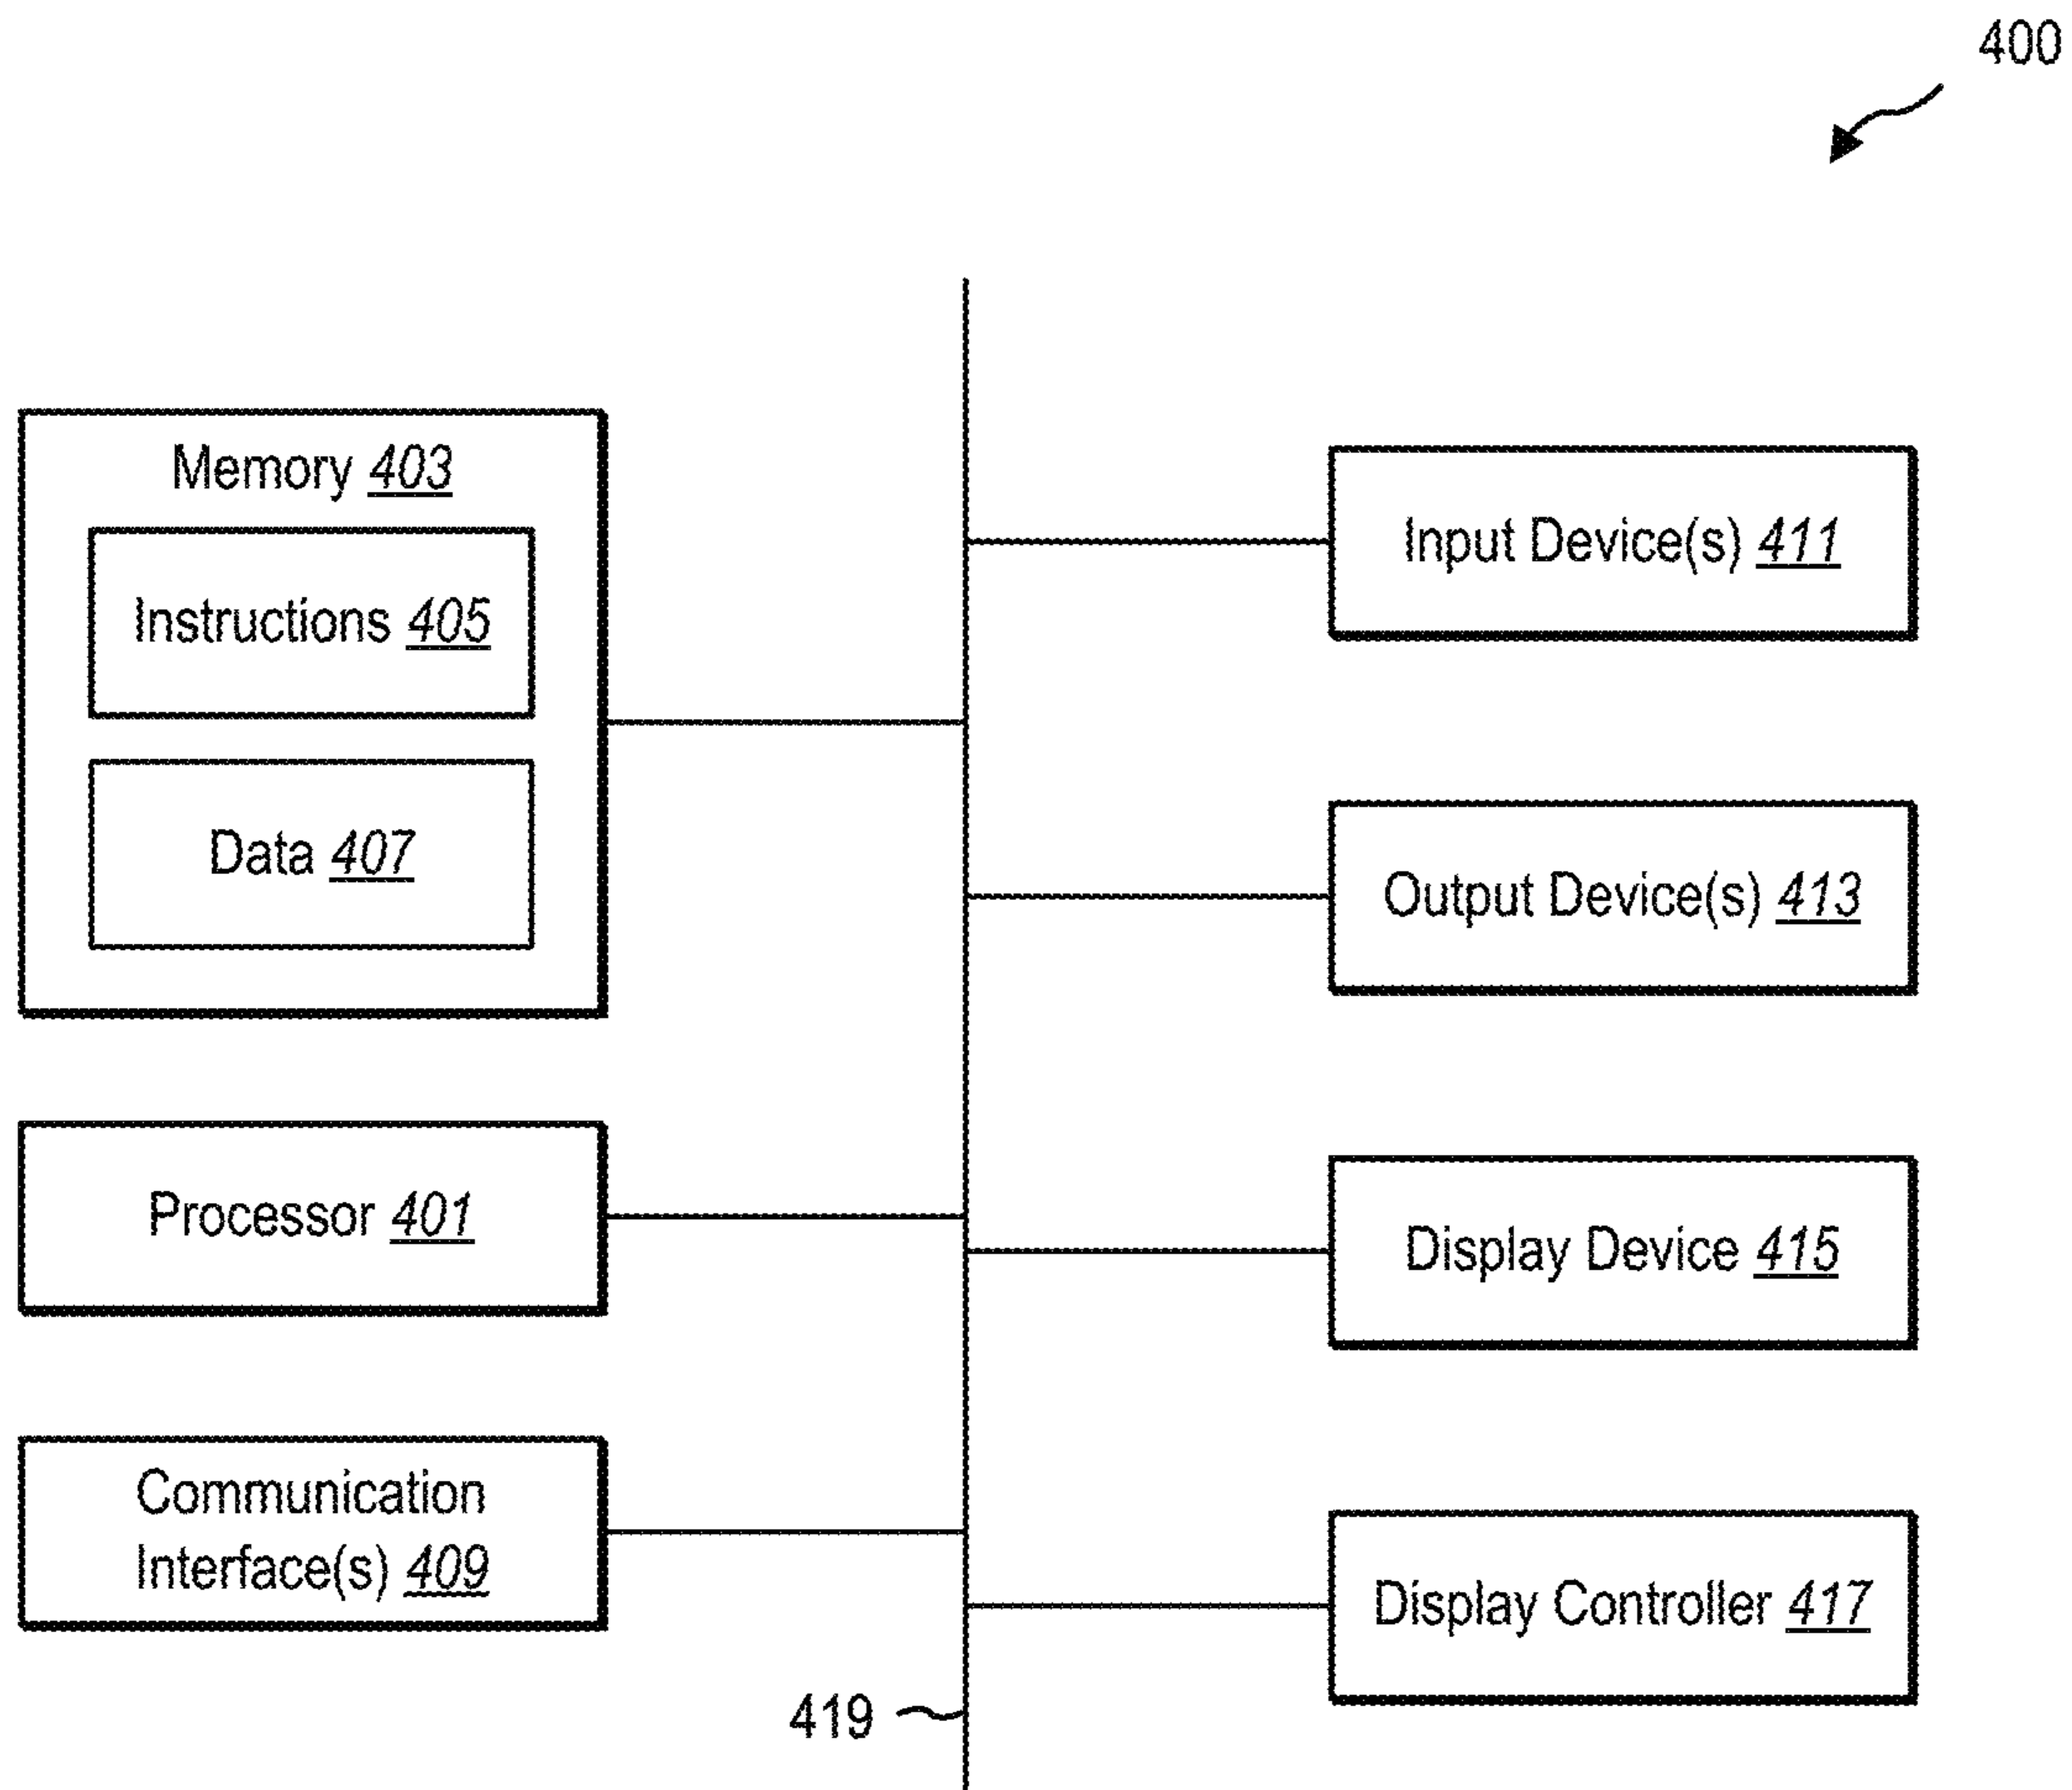 400
Memory 403
Instructions 405
Data 407
Processor 401
Communication
Interface(s) 409
Input Device(s) 411
Output Device(s) 413
Display Device 415
Display Controller 417
419